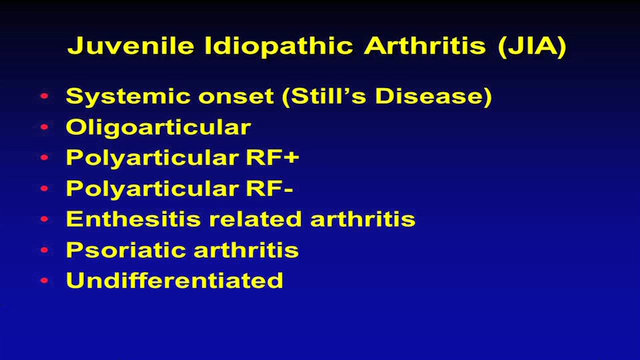 Juvenile Idiopathic Arthritis (JIA)
• Systemic onset (Still's Disease)
• Oligoarticular
• Polyarticular RF+
• Polyarticular RF-
• Enthesitis related arthritis
• Psoriatic arthritis
• Undifferentiated